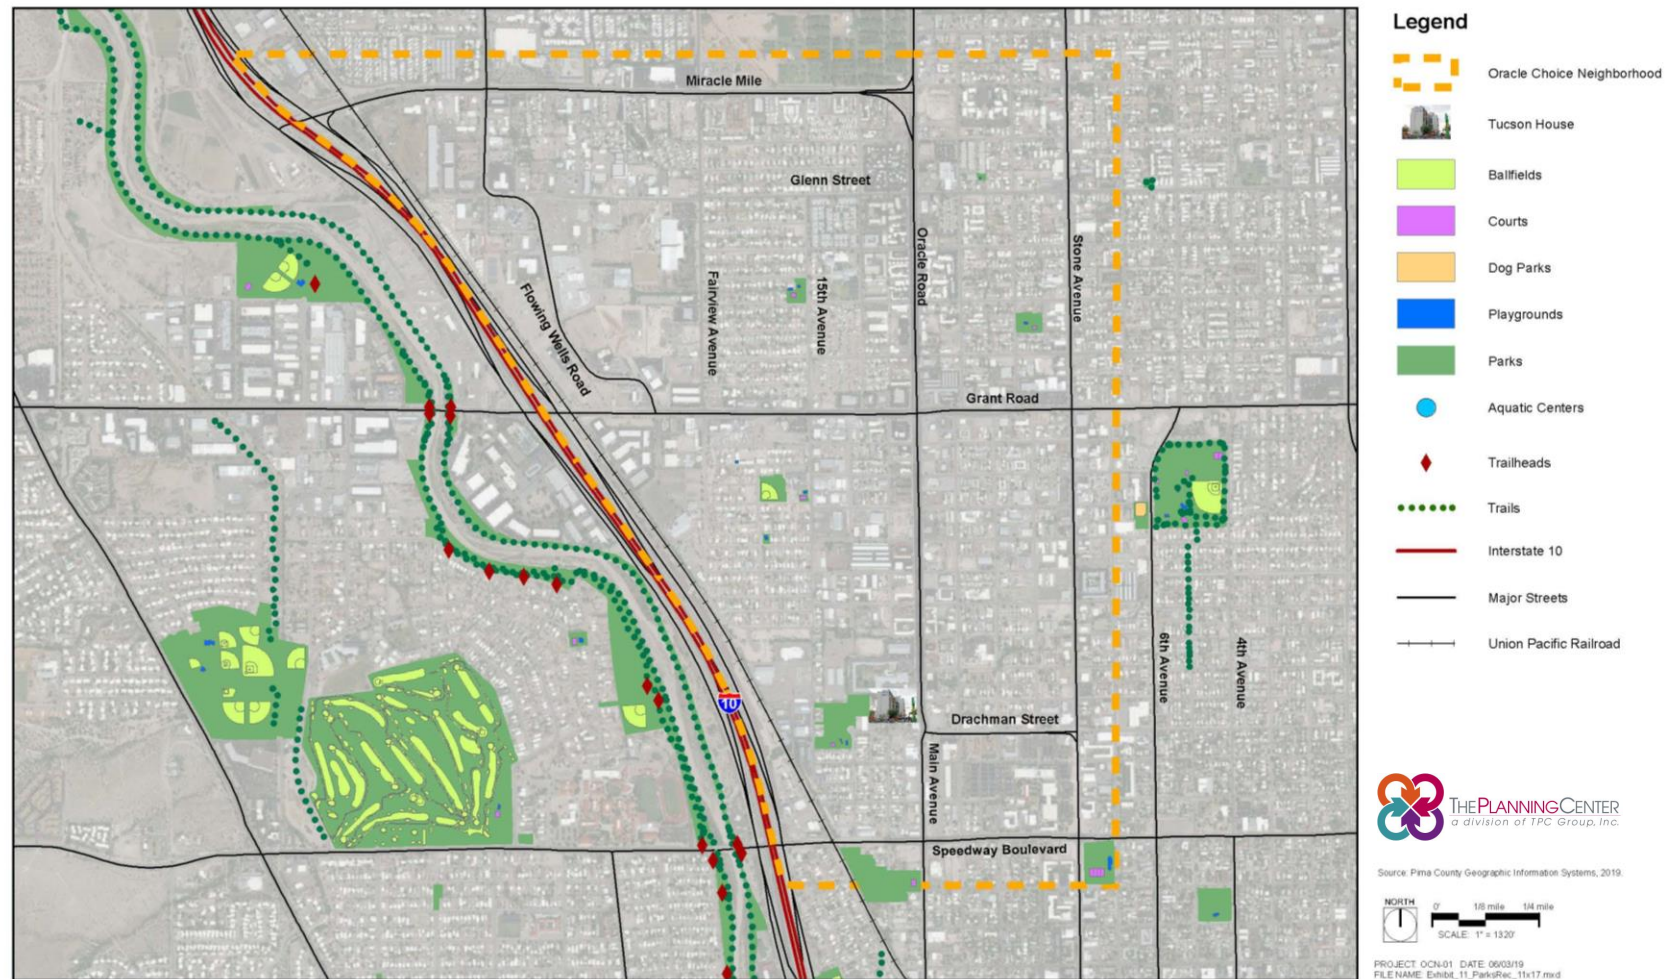 Miracle Mile
Glenn Street
Oracle Road
Stone Avenue
Fairview Avenue
15th Avenue
Flowing Wells Road
Grant Road
6th Avenue
4th Avenue
10
Drachman Street
Main Avenue
Speedway Boulevard
Legend
Oracle Choice Neighborhood
Tucson House
Ballfields
Courts
Dog Parks
Playgrounds
Parks
Aquatic Centers
Trailheads
Trails
Interstate 10
Major Streets
Union Pacific Railroad
THE PLANNING CENTER
a division of TPC Group, Inc.
Source: Pima County Geographic Information Systems, 2019.
NORTH
0' 1/8 mile 1/4 mile
SCALE: 1" = 1320'
PROJECT: OCN-01 DATE: 06/03/19
FILE NAME: Exhibit_11_ParksRec_11x17.mxd